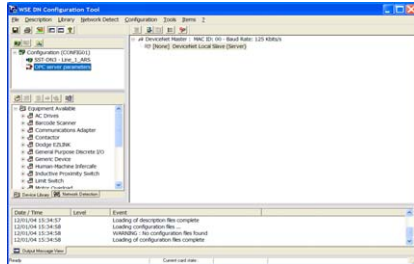 WSE DN Configuration Tool
File Description Library Network Detect Configuration Tools Items ?
DeviceNet Master : MAC ID: 00 - Baud Rate: 125 Kbits/s
[None] DeviceNet Local Slave (Server)
Configuration (CONFIG01)
SST-DN3 - Line_1_ARS
OPC server parameters
Equipment Available
AC Drives
Barcode Scanner
Communications Adapter
Contactor
Dodge EZLINK
General Purpose Discrete I/O
Generic Device
Human-Machine Interface
Inductive Proximity Switch
Limit Switch
Motor Overload
Device Library Network Detection
Date / Time Level Event
12/01/04 15:34:57 Loading of description files complete
12/01/04 15:34:58 Loading configuration files ...
12/01/04 15:34:58 WARNING : No configuration files found
12/01/04 15:34:58 Loading of configuration files complete
Output Message View
Ready Current card state: